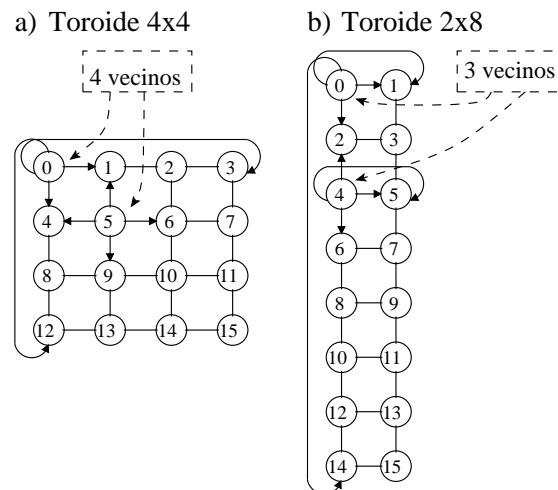 a) Toroide 4x4
4 vecinos
0 1 2 3
4 5 6 7
8 9 10 11
12 13 14 15
b) Toroide 2x8
3 vecinos
0 1
2 3
4 5
6 7
8 9
10 11
12 13
14 15